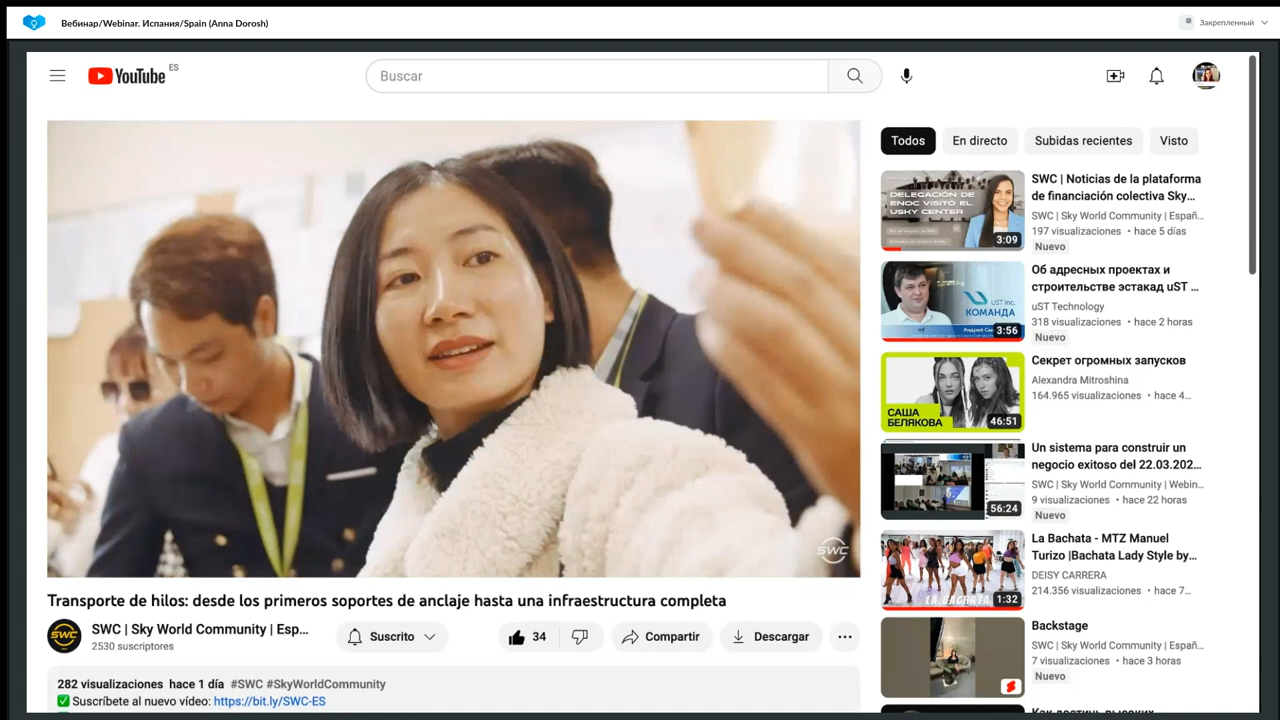 Вебинар/Webinar. Испания/Spain (Anna Dorosh)
Закрепленный
YouTube ES
Buscar
Todos
En directo
Subidas recientes
Visto
SWC
Transporte de hilos: desde los primeros soportes de anclaje hasta una infraestructura completa
SWC
SWC | Sky World Community | Esp...
2530 suscriptores
Suscrito
34
Compartir
Descargar
282 visualizaciones hace 1 día #SWC #SkyWorldCommunity
Suscríbete al nuevo vídeo: https://bit.ly/SWC-ES
DELEGACIÓN DE
ENOC VISITÓ EL
USKY CENTER
3:09
SWC | Noticias de la plataforma
de financiación colectiva Sky...
SWC | Sky World Community | Españ...
197 visualizaciones • hace 5 días
Nuevo
UST Inc.
КОМАНДА
3:56
Об адресных проектах и
строительстве эстакад uST ...
uST Technology
318 visualizaciones • hace 2 horas
Nuevo
САША
БЕЛЯКОВА
46:51
Секрет огромных запусков
Alexandra Mitroshina
164.965 visualizaciones • hace 4...
56:24
Un sistema para construir un
negocio exitoso del 22.03.202...
SWC | Sky World Community | Webin...
9 visualizaciones • hace 22 horas
Nuevo
LA BACHATA
1:32
La Bachata - MTZ Manuel
Turizo |Bachata Lady Style by...
DEISY CARRERA
214.356 visualizaciones • hace 7...
Backstage
SWC | Sky World Community | Españ...
7 visualizaciones • hace 3 horas
Nuevo
Как достичь высоких